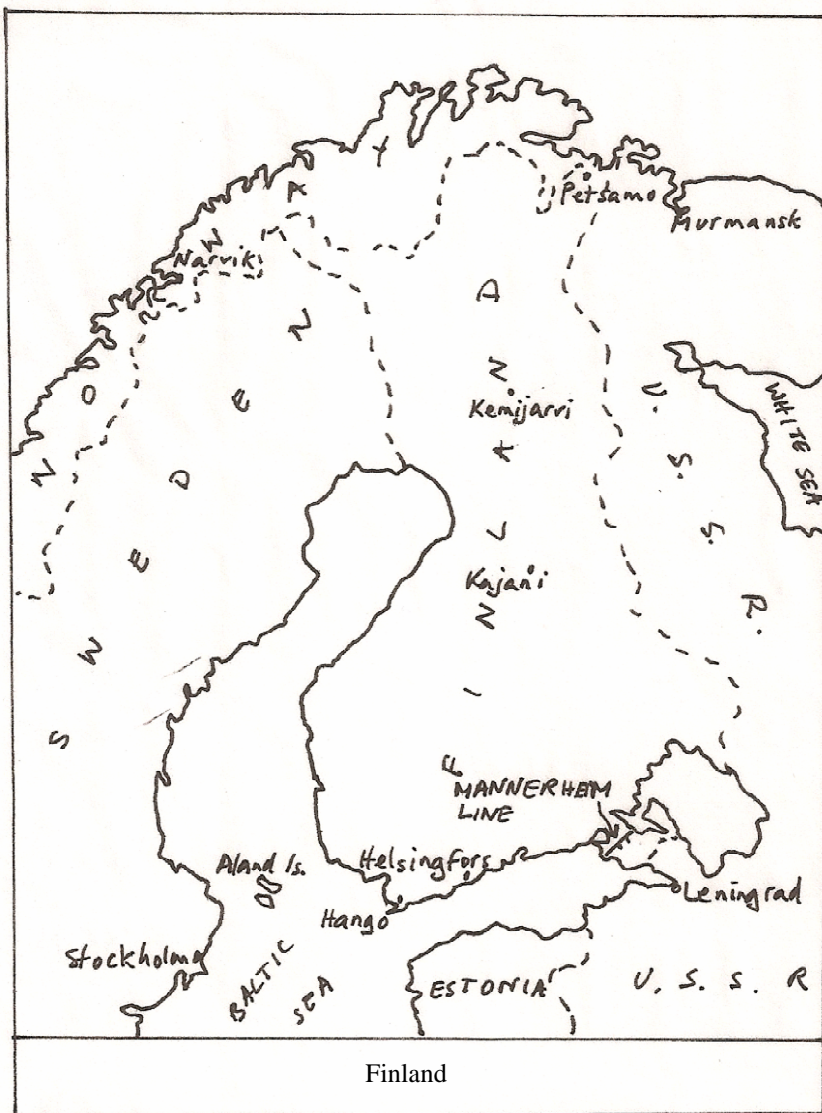 NORWAY
Petsamo
Murmansk
Narvik
SWEDEN
FINLAND
Kemijarvi
U.S.S.R.
WHITE SEA
Kajani
MANNERHEIM
LINE
Aland Is.
Helsingfors
Hango
Leningrad
Stockholm
BALTIC
SEA
ESTONIA
U.S.S.R
Finland